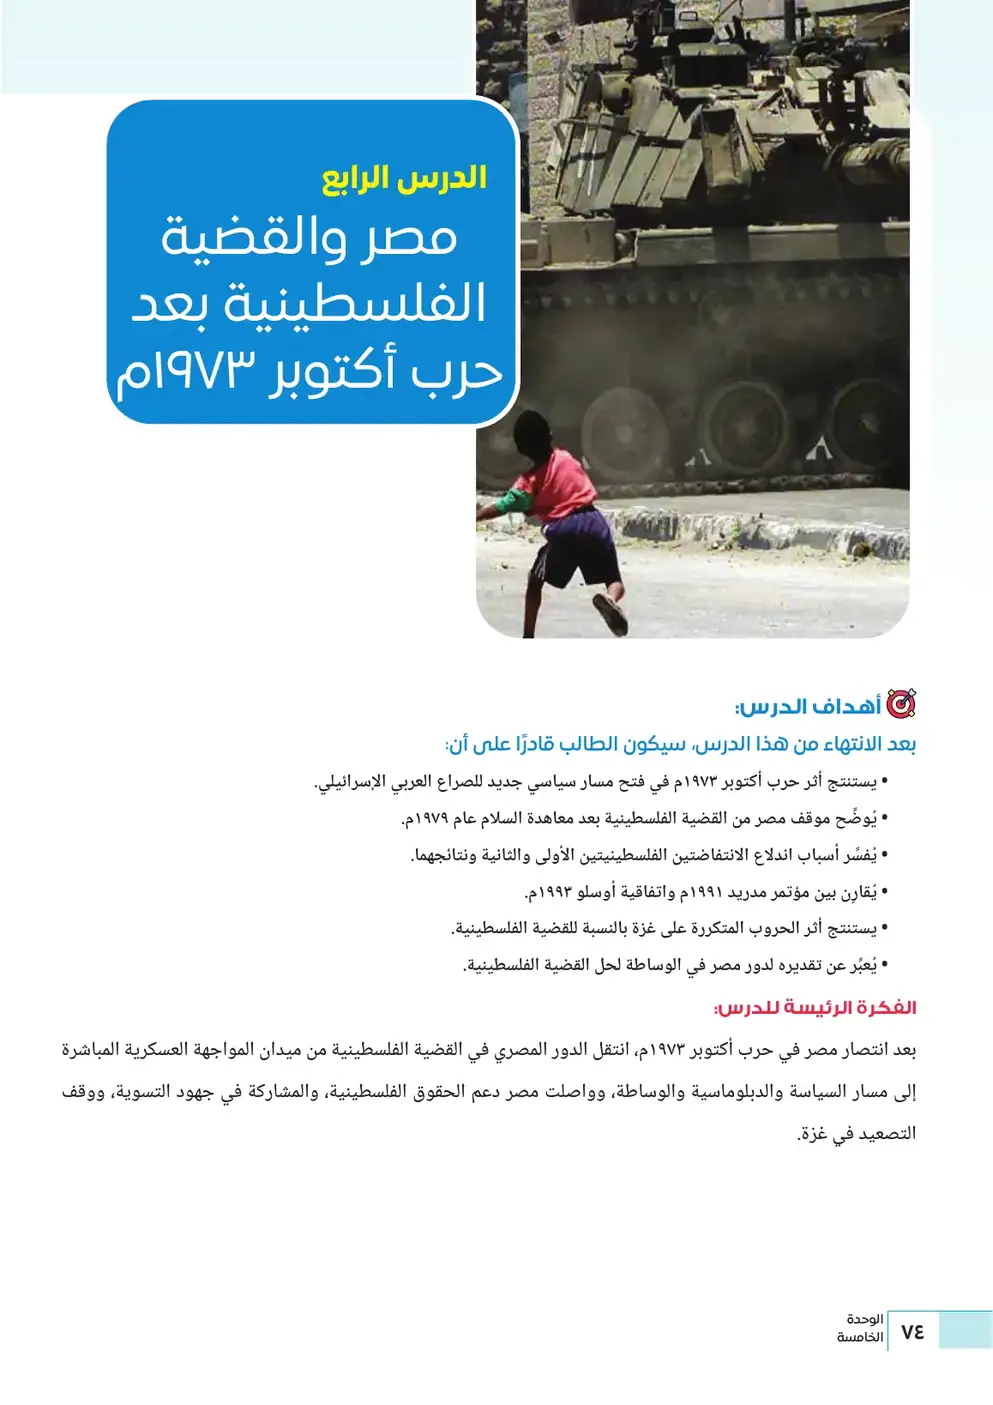 الدرس الرابع
مصر والقضية
الفلسطينية بعد
حرب أكتوبر ١٩٧٣م
أهداف الدرس:
بعد الانتهاء من هذا الدرس، سيكون الطالب قادرًا على أن:
• يستنتج أثر حرب أكتوبر ١٩٧٣م في فتح مسار سياسي جديد للصراع العربي الإسرائيلي.
• يُوضِّح موقف مصر من القضية الفلسطينية بعد معاهدة السلام عام ١٩٧٩م.
• يُفسِّر أسباب اندلاع الانتفاضتين الفلسطينيتين الأولى والثانية ونتائجهما.
• يُقارِن بين مؤتمر مدريد ١٩٩١م واتفاقية أوسلو ١٩٩٣م.
• يستنتج أثر الحروب المتكررة على غزة بالنسبة للقضية الفلسطينية.
• يُعبِّر عن تقديره لدور مصر في الوساطة لحل القضية الفلسطينية.
الفكرة الرئيسة للدرس:
بعد انتصار مصر في حرب أكتوبر ١٩٧٣م، انتقل الدور المصري في القضية الفلسطينية من ميدان المواجهة العسكرية المباشرة
إلى مسار السياسة والدبلوماسية والوساطة، وواصلت مصر دعم الحقوق الفلسطينية، والمشاركة في جهود التسوية، ووقف
التصعيد في غزة.
الوحدة
الخامسة
٧٤